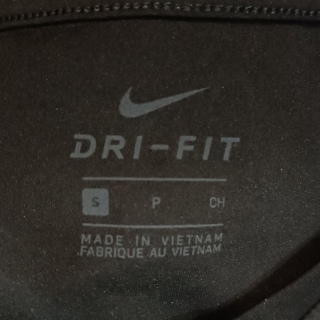 DRI-FIT
S P CH
MADE IN VIETNAM
FABRIQUE AU VIETNAM